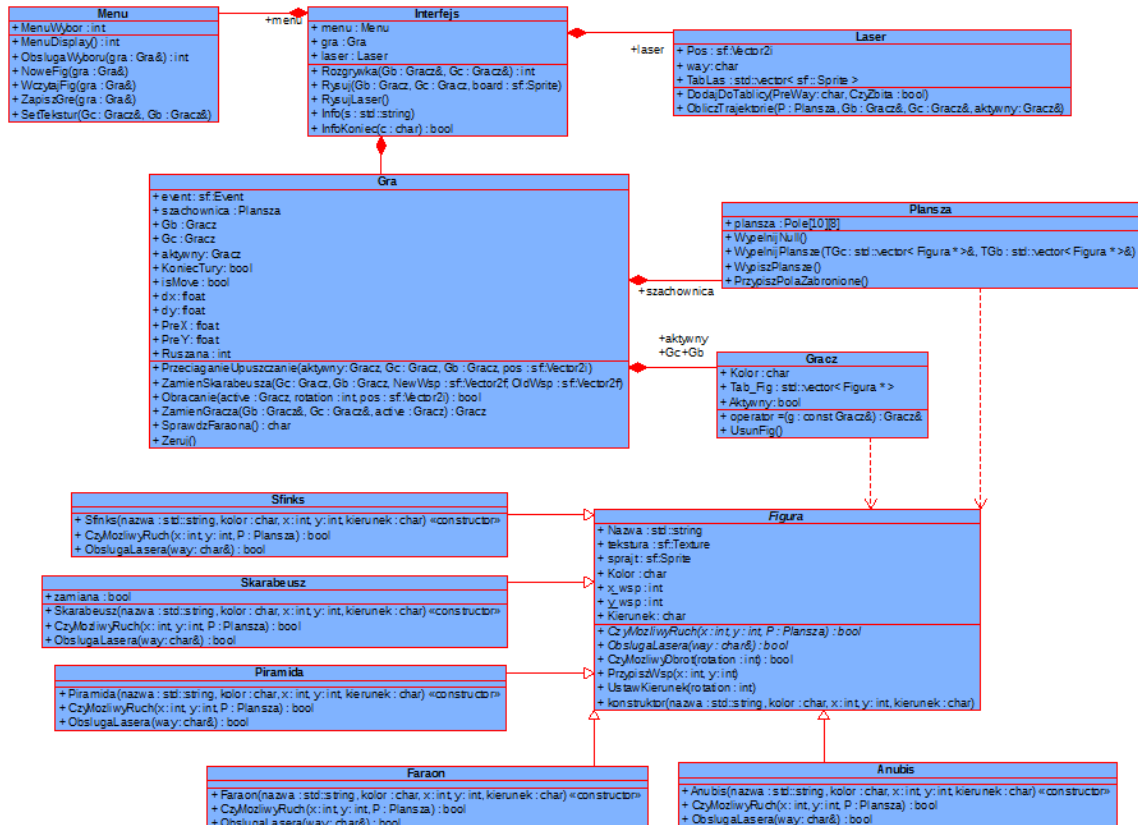 Menu
+ MenuWybor : int
+ MenuDisplay() : int
+ ObslugaWyboru(gra : Gra&) : int
+ NoweFig(gra : Gra&)
+ WczytajFig(gra : Gra&)
+ ZapiszGre(gra : Gra&)
+ SetTekstur(Gc : Gracz&, Gb : Gracz&)
+menu
Interfejs
+ menu : Menu
+ gra : Gra
+ laser : Laser
+ Rozgrywka(Gb : Gracz&, Gc : Gracz&) : int
+ Rysuj(Gb : Gracz, Gc : Gracz, board : sf::Sprite)
+ RysujLaser()
+ Info(s : std::string)
+ InfoKoniec(c : char) : bool
+laser
Laser
+ Pos : sf::Vector2i
+ way: char
+ TabLas : std::vector< sf:: Sprite >
+ DodajDoTablicy(PreWay: char, CzyZbita : bool)
+ ObliczTrajektorie(P : Plansza, Gb : Gracz&, Gc : Gracz&, aktywny: Gracz&)
Gra
+ event : sf::Event
+ szachownica : Plansza
+ Gb : Gracz
+ Gc : Gracz
+ aktywny: Gracz
+ KoniecTury: bool
+ isMove : bool
+ dx: float
+ dy: float
+ PreX : float
+ PreY : float
+ Ruszana : int
+ PrzeciaganieUpuszczanie(aktywny: Gracz, Gc : Gracz, Gb : Gracz, pos : sf::Vector2i)
+ ZamienSkarabeusza(Gc : Gracz, Gb : Gracz, NewWsp : sf::Vector2f, OldWsp : sf::Vector2f)
+ Obracanie(active : Gracz, rotation : int, pos : sf::Vector2i) : bool
+ ZamienGracza(Gb : Gracz&, Gc : Gracz&, active : Gracz) : Gracz
+ SprawdzFaraona() : char
+ Zeruj()
+szachownica
Plansza
+ plansza : Pole[10][8]
+ WypelnijNull()
+ WypelnijPlansze(TGc : std::vector< Figura * >&, TGb : std::vector< Figura * >&)
+ WypiszPlansze()
+ PrzypiszPolaZabronione()
+aktywny
+Gc+Gb
Gracz
+ Kolor : char
+ Tab_Fig : std::vector< Figura * >
+ Aktywny: bool
+ operator =(g : const Gracz&) : Gracz&
+ UsunFig()
Sfinks
+ Sfinks(nazwa : std::string, kolor : char, x: int, y: int, kierunek : char) «constructor»
+ CzyMozliwyRuch(x : int, y: int, P : Plansza) : bool
+ ObslugaLasera(way: char&) : bool
Skarabeusz
+ zamiana : bool
+ Skarabeusz(nazwa : std::string, kolor : char, x: int, y: int, kierunek : char) «constructor»
+ CzyMozliwyRuch(x : int, y: int, P : Plansza) : bool
+ ObslugaLasera(way: char&) : bool
Piramida
+ Piramida(nazwa : std::string, kolor : char, x: int, y: int, kierunek : char) «constructor»
+ CzyMozliwyRuch(x : int, y: int, P : Plansza) : bool
+ ObslugaLasera(way: char&) : bool
Figura
+ Nazwa : std::string
+ tekstura : sf::Texture
+ sprajt : sf::Sprite
+ Kolor : char
+ x_wsp : int
+ y_wsp : int
+ Kierunek : char
+ CzyMozliwyRuch(x : int, y : int, P : Plansza) : bool
+ ObslugaLasera(way : char&) : bool
+ CzyMozliwyObrot(rotation : int) : bool
+ PrzypiszWsp(x : int, y: int)
+ UstawKierunek(rotation : int)
+ konstruktor(nazwa : std::string, kolor : char, x: int, y: int, kierunek : char)
Faraon
+ Faraon(nazwa : std::string, kolor : char, x: int, y: int, kierunek : char) «constructor»
+ CzyMozliwyRuch(x : int, y: int, P : Plansza) : bool
+ ObslugaLasera(way: char&) : bool
Anubis
+ Anubis(nazwa : std::string, kolor : char, x: int, y: int, kierunek : char) «constructor»
+ CzyMozliwyRuch(x : int, y: int, P : Plansza) : bool
+ ObslugaLasera(way: char&) : bool